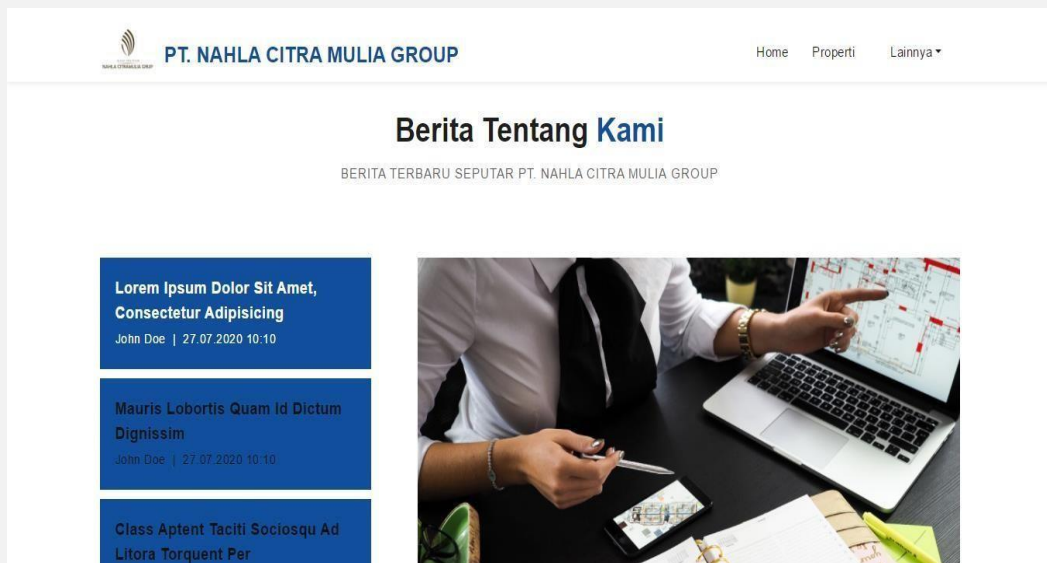 PT. NAHLA CITRA MULIA GROUP
Home Properti Lainnya
Berita Tentang Kami
BERITA TERBARU SEPUTAR PT. NAHLA CITRA MULIA GROUP
Lorem Ipsum Dolor Sit Amet,
Consectetur Adipisicing
John Doe | 27.07.2020 10:10
Mauris Lobortis Quam Id Dictum
Dignissim
John Doe | 27.07.2020 10:10
Class Aptent Taciti Sociosqu Ad
Litora Torquent Per